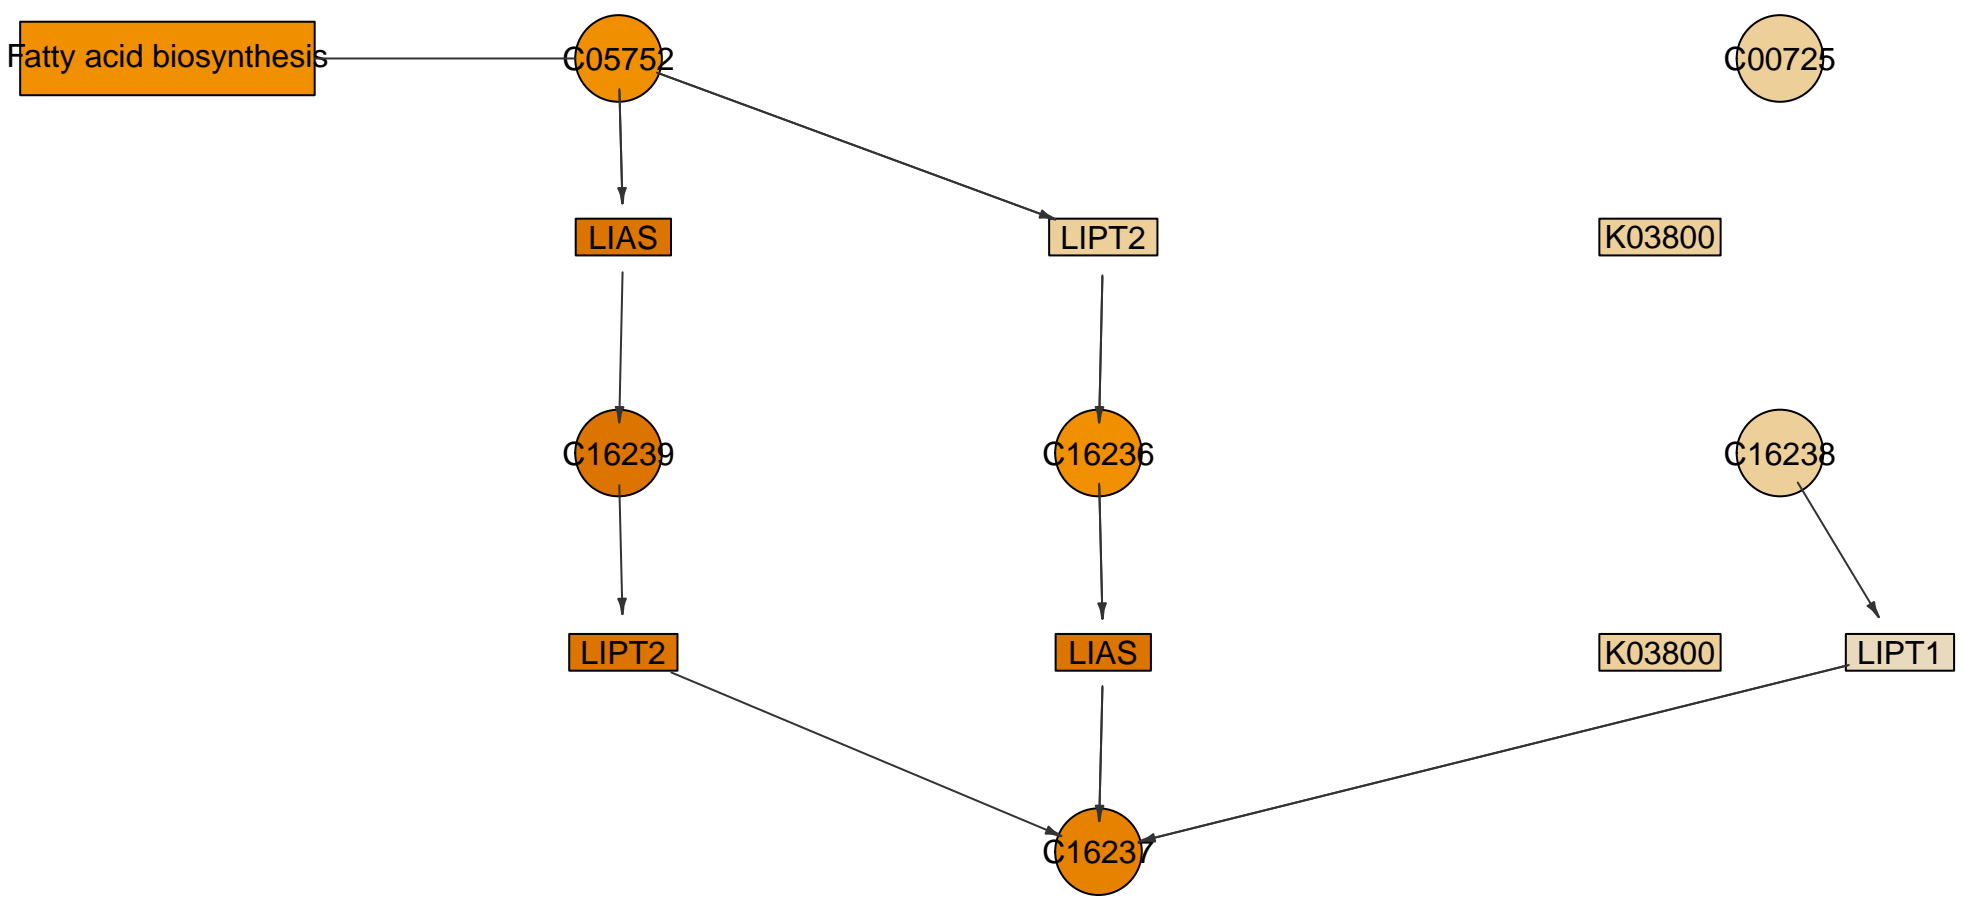 Fatty acid biosynthesis
C05752
C00725
LIAS
LIPT2
K03800
C16239
C16236
C16238
LIPT2
LIAS
K03800
LIPT1
C16237